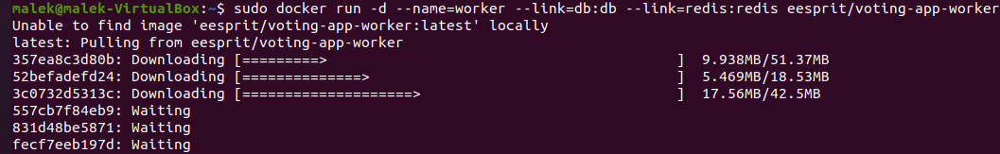 malek@malek-VirtualBox:~$ sudo docker run -d --name=worker --link=db:db --link=redis:redis eesprit/voting-app-worker
Unable to find image 'eesprit/voting-app-worker:latest' locally
latest: Pulling from eesprit/voting-app-worker
357ea8c3d80b: Downloading [=========>                                         ]  9.938MB/51.37MB
52befadefd24: Downloading [==============>                                    ]  5.469MB/18.53MB
3c0732d5313c: Downloading [====================>                              ]  17.56MB/42.5MB
557cb7f84eb9: Waiting
831d48be5871: Waiting
fecf7eeb197d: Waiting